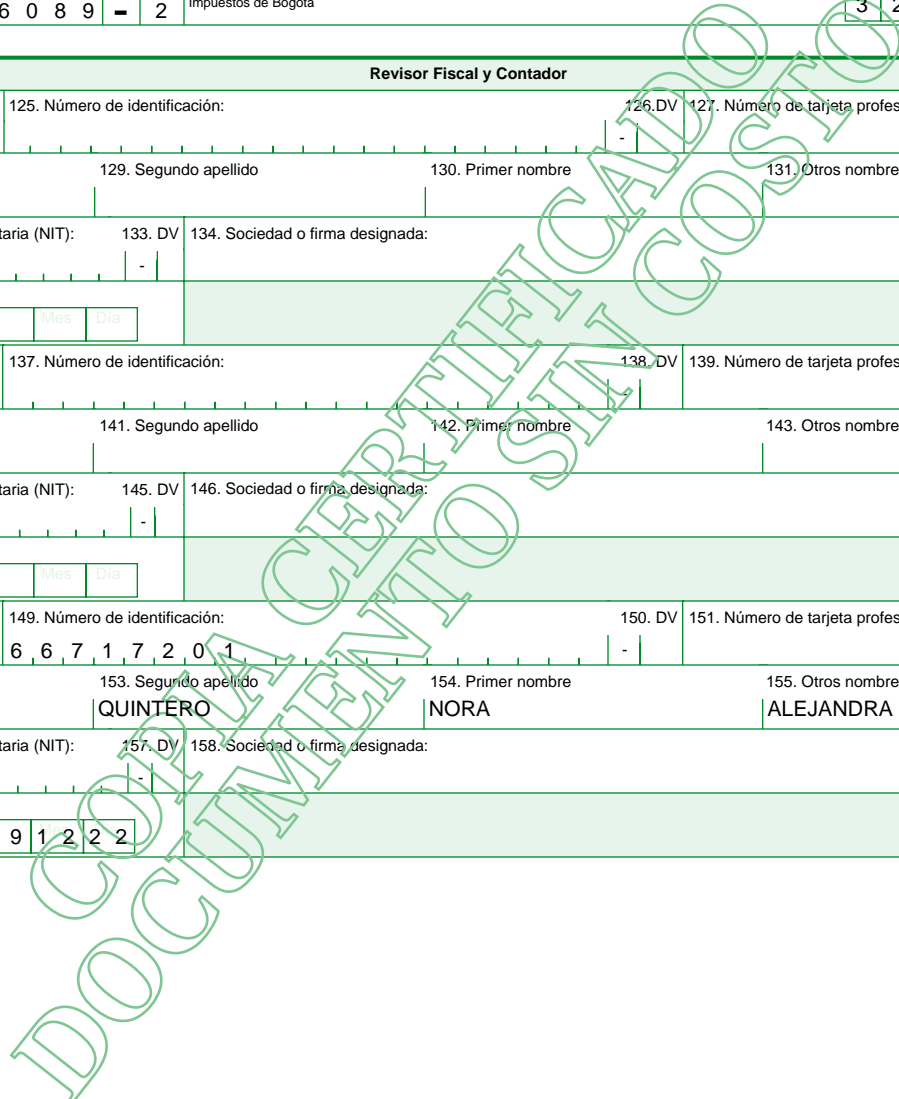 6 0 8 9 - 2 Impuestos de Bogotá 3 2
Revisor Fiscal y Contador
125. Número de identificación: 126.DV 127. Número de tarjeta profes
-
129. Segundo apellido 130. Primer nombre 131. Otros nombre
taria (NIT): 133. DV 134. Sociedad o firma designada:
-
Mes Día
137. Número de identificación: 138. DV 139. Número de tarjeta profes
-
141. Segundo apellido 142. Primer nombre 143. Otros nombre
taria (NIT): 145. DV 146. Sociedad o firma designada:
-
Mes Día
149. Número de identificación: 150. DV 151. Número de tarjeta profes
6 6 7 1 7 2 0 1 -
153. Segundo apellido 154. Primer nombre 155. Otros nombre
QUINTERO NORA ALEJANDRA
taria (NIT): 157. DV 158. Sociedad o firma designada:
-
9 1 2 2 2
COPIA CERTIFICADO
DOCUMENTO SIN COSTO